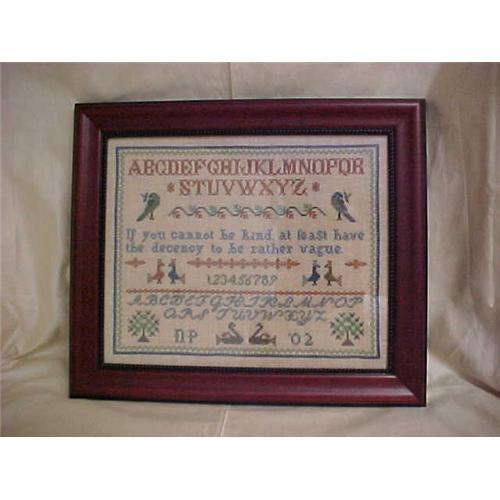 ABCDEFGHIJKLMNOPQR
STUVWXYZ
If you cannot be kind, at least have
the decency to be rather vague.
123456789
ABCDEFGHIJKLMNOP
QRSTUVWXYZ
NP '02